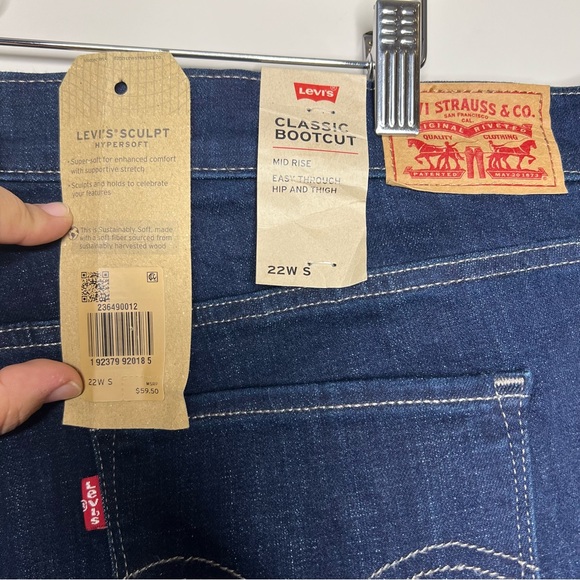 LEVI'S® SCULPT
HYPERSOFT
• Super-soft for enhanced comfort
with supportive stretch
• Sculpts and holds to celebrate
your features
This is Sustainably Soft, made
with a soft fiber sourced from
sustainably harvested wood
236490012
1 92379 92018 5
22W S
$59.50
Levi's
CLASSIC
BOOTCUT
MID RISE
EASY THROUGH
HIP AND THIGH
22W S
VI STRAUSS & CO.
SAN FRANCISCO
CAL.
ORIGINAL RIVETED
QUALITY CLOTHING
PATENTED MAY 20 1873
LEVI'S